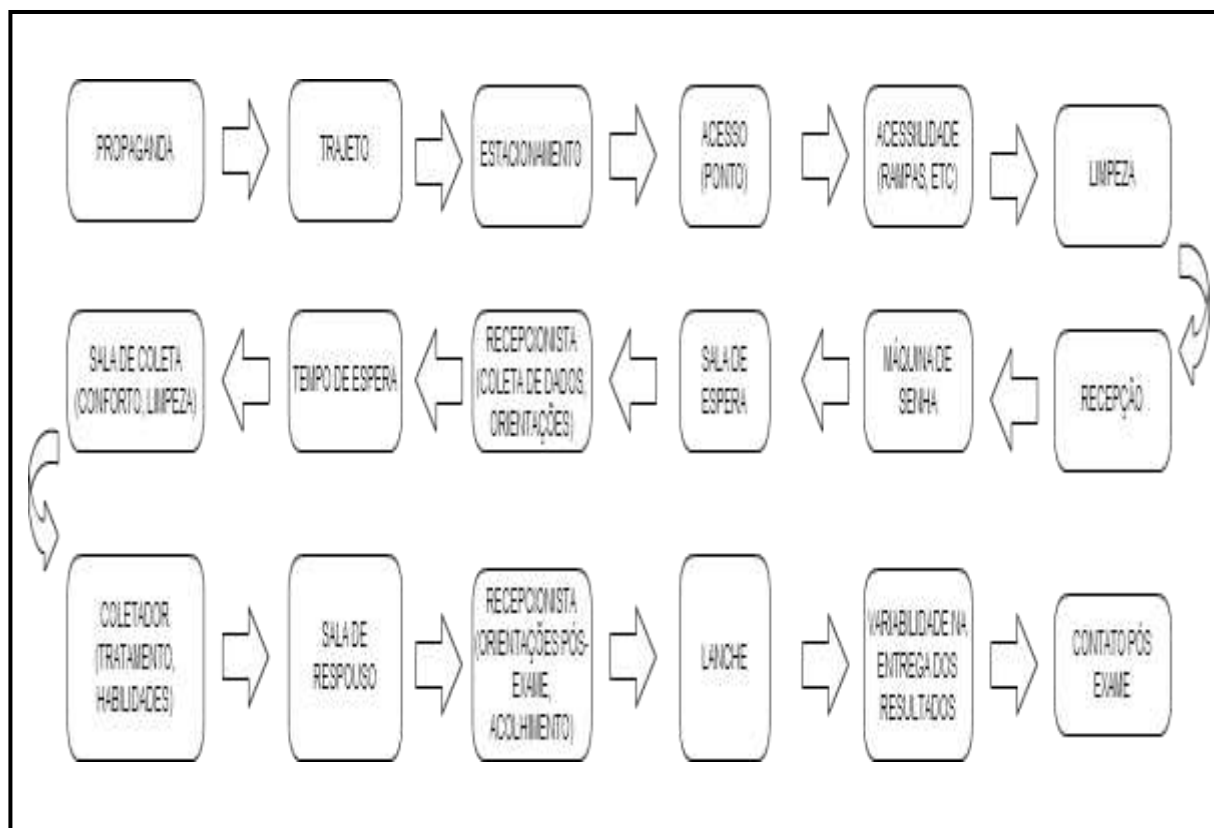 PROPAGANDA
TRAJETO
ESTACIONAMENTO
ACESSO
(PONTO)
ACESSIILIDADE
(RAMPAS, ETC)
LIMPEZA
RECEPÇÃO
MÁQUINA DE
SENHA
SALA DE
ESPERA
RECEPCIONISTA
(COLETA DE DADOS,
ORIENTAÇÕES)
TEMPO DE ESPERA
SALA DE COLETA
(CONFORTO, LIMPEZA)
COLETADOR
(TRATAMENTO,
HABILIDADES)
SALA DE
RESPOUSO
RECEPCIONISTA
(ORIENTAÇÕES PÓS-
EXAME,
ACOLHIMENTO)
LANCHE
VARIABILIDADE NA
ENTREGA DOS
RESULTADOS
CONTATO PÓS
EXAME